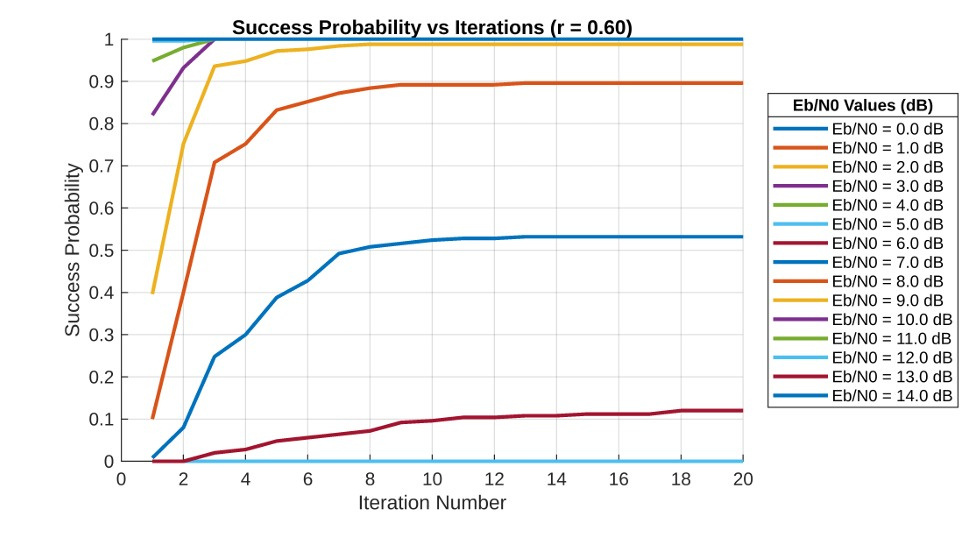 Success Probability vs Iterations (r = 0.60)
1
0.9
0.8
0.7
0.6
0.5
0.4
0.3
0.2
0.1
0
Success Probability
0 2 4 6 8 10 12 14 16 18 20
Iteration Number
Eb/N0 Values (dB)
Eb/N0 = 0.0 dB
Eb/N0 = 1.0 dB
Eb/N0 = 2.0 dB
Eb/N0 = 3.0 dB
Eb/N0 = 4.0 dB
Eb/N0 = 5.0 dB
Eb/N0 = 6.0 dB
Eb/N0 = 7.0 dB
Eb/N0 = 8.0 dB
Eb/N0 = 9.0 dB
Eb/N0 = 10.0 dB
Eb/N0 = 11.0 dB
Eb/N0 = 12.0 dB
Eb/N0 = 13.0 dB
Eb/N0 = 14.0 dB